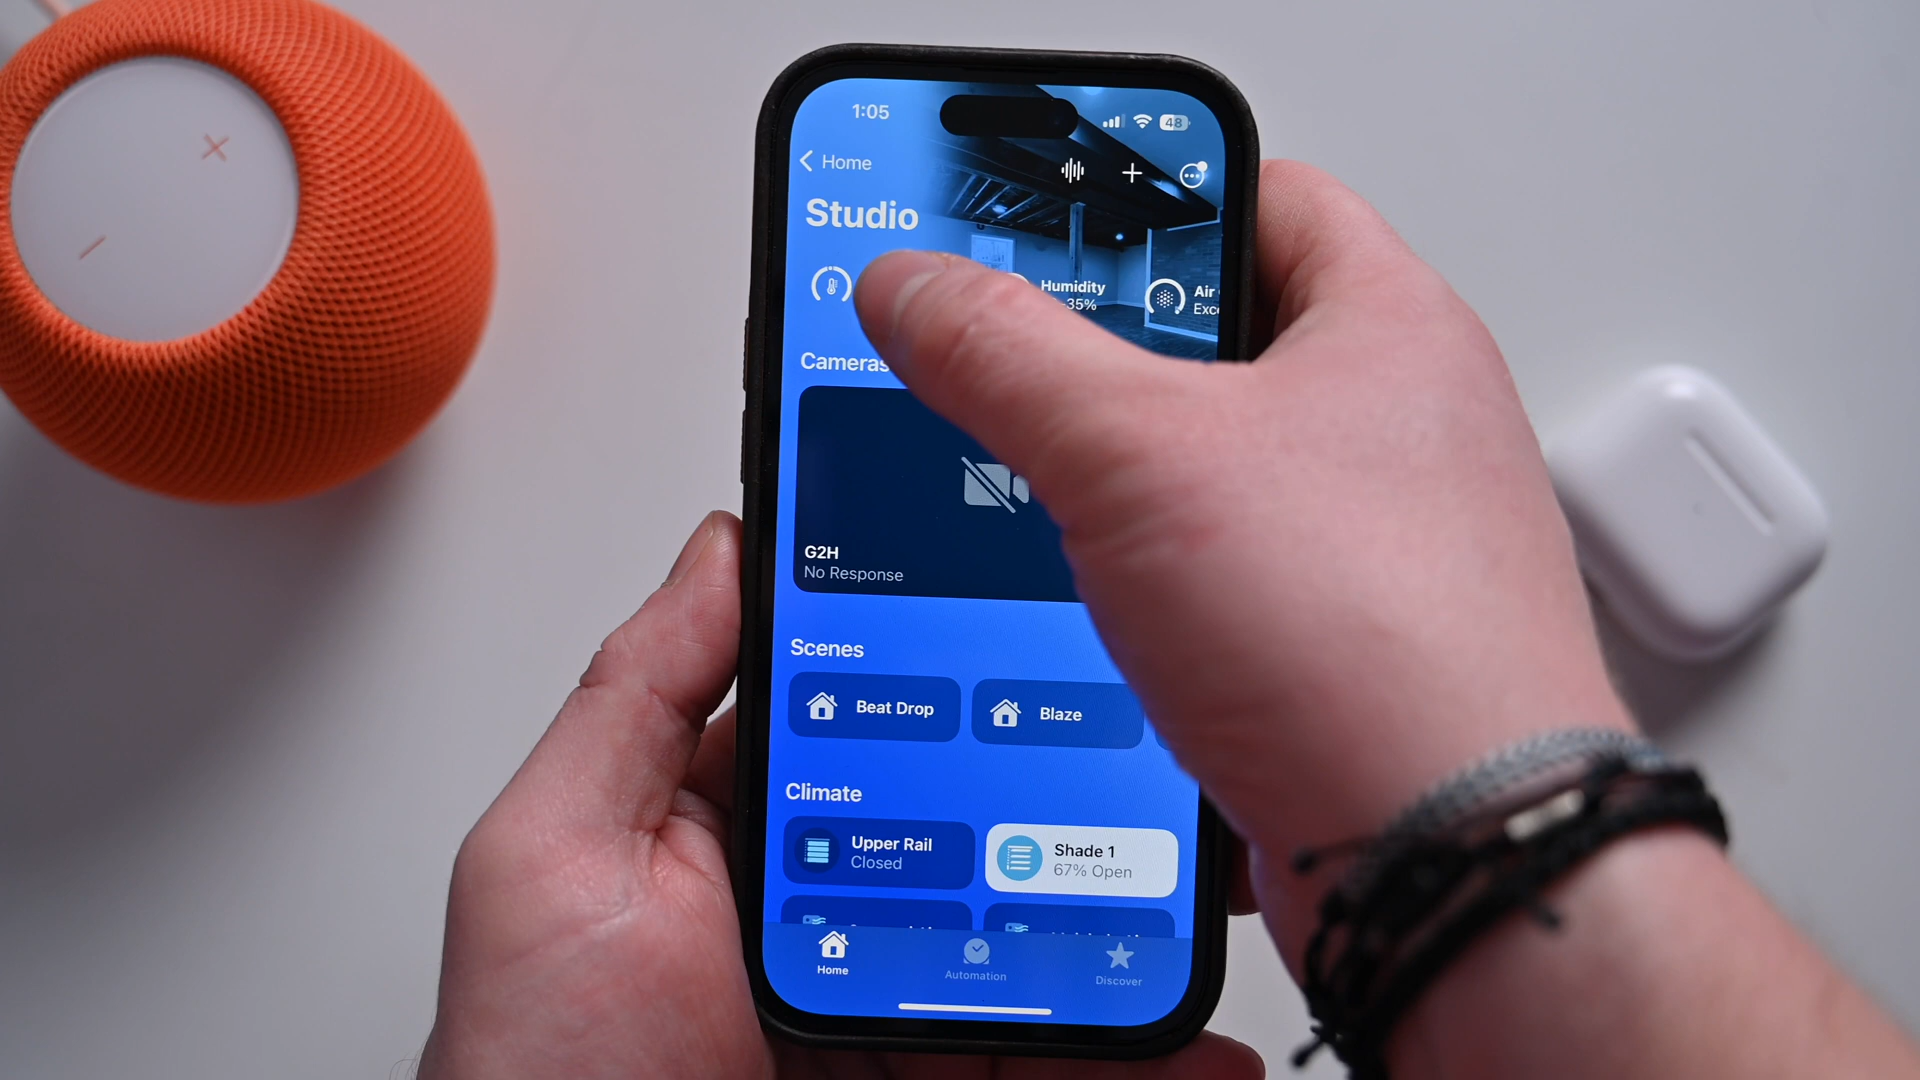 1:05
48
Home
Studio
Humidity
-35%
Air
Cameras
G2H
No Response
Scenes
Beat Drop
Blaze
Climate
Upper Rail
Closed
Shade 1
67% Open
Home
Automation
Discover